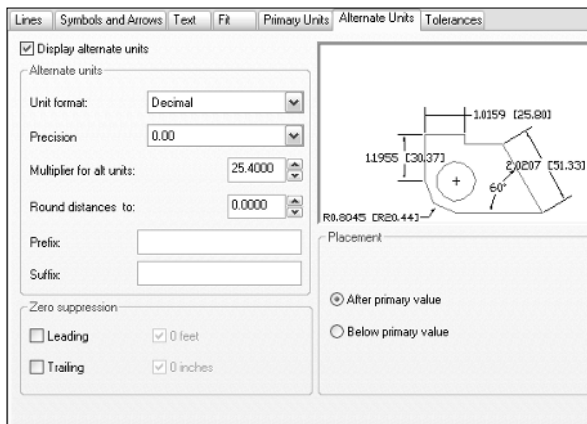 Lines Symbols and Arrows Text Fit Primary Units Alternate Units Tolerances
Display alternate units
Alternate units
Unit format: Decimal
Precision 0.00
Multiplier for alt units: 25.4000
Round distances to: 0.0000
Prefix:
Suffix:
Zero suppression
Leading 0 feet
Trailing 0 inches
1.0159 [25.80]
1.1955 [30.37]
2.0207 [51.33]
60°
R0.8045 [R20.44]
Placement
After primary value
Below primary value